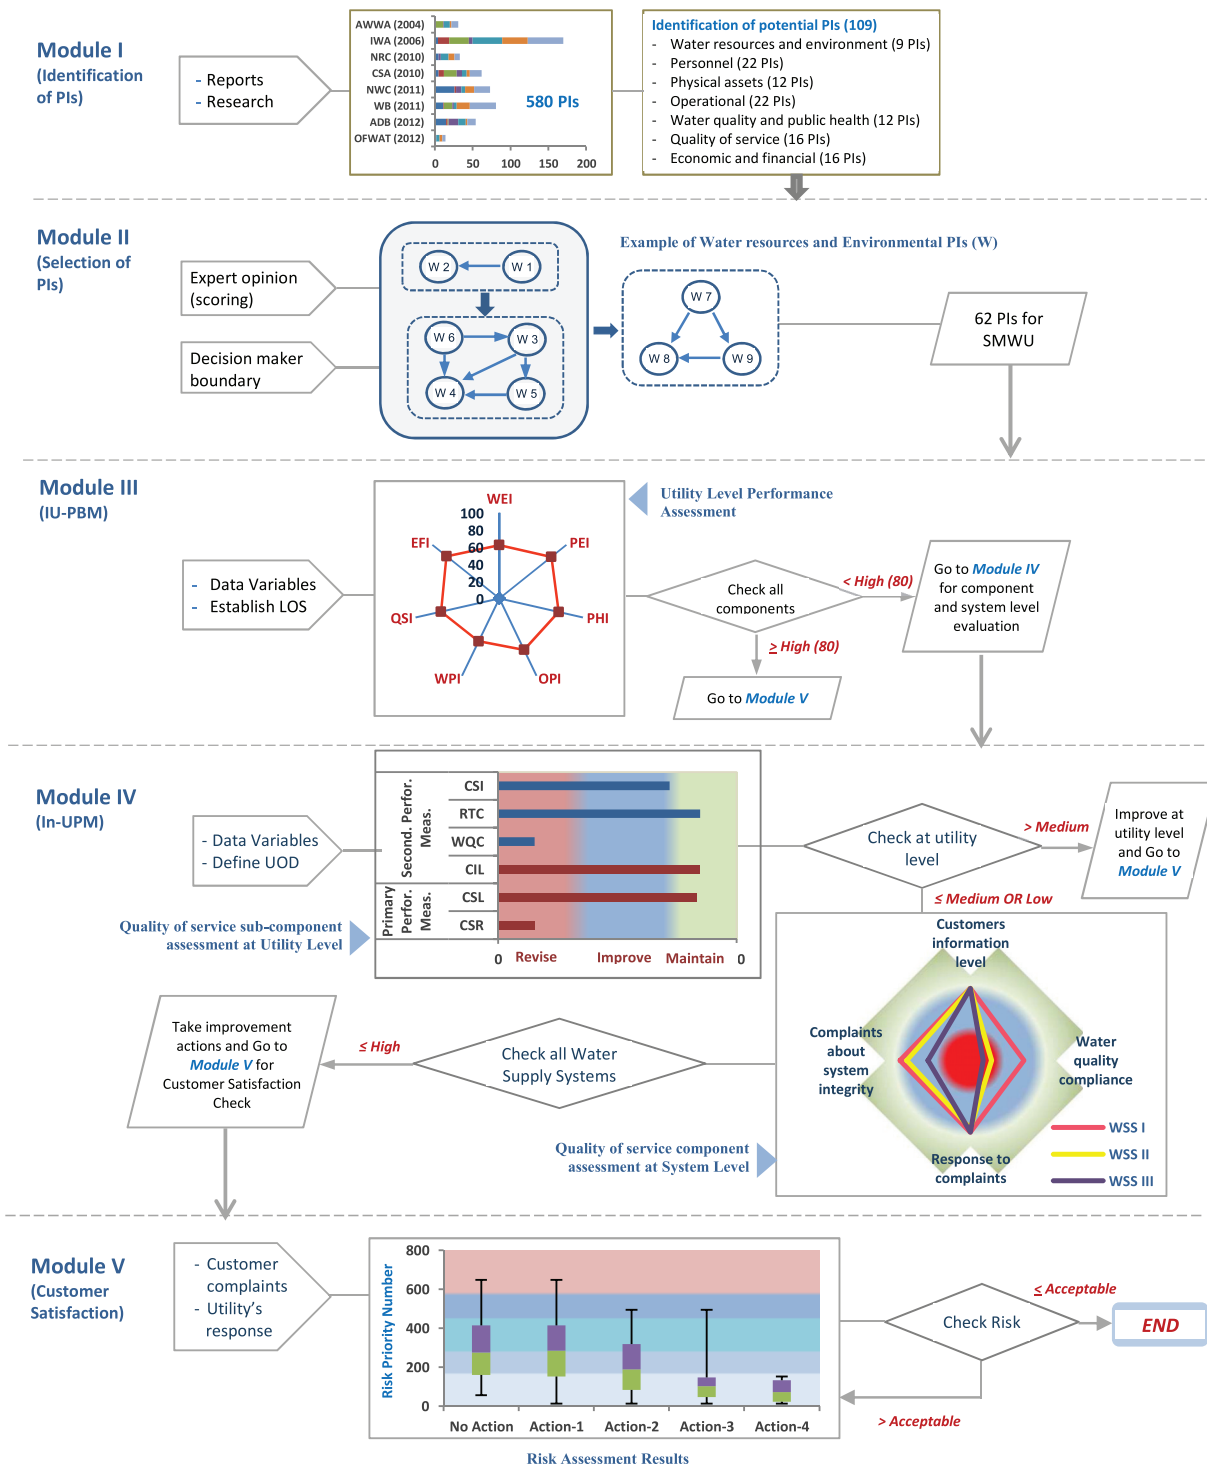 Module I
(Identification
of PIs)
- Reports
- Research
AWWA (2004)
IWA (2006)
NRC (2010)
CSA (2010)
NWC (2011)
WB (2011)
ADB (2012)
OFWAT (2012)
580 PIs
0 50 100 150 200
Identification of potential PIs (109)
- Water resources and environment (9 PIs)
- Personnel (22 PIs)
- Physical assets (12 PIs)
- Operational (22 PIs)
- Water quality and public health (12 PIs)
- Quality of service (16 PIs)
- Economic and financial (16 PIs)
Module II
(Selection of
PIs)
Expert opinion
(scoring)
Decision maker
boundary
W 2
W 1
W 6
W 3
W 4
W 5
Example of Water resources and Environmental PIs (W)
W 7
W 8
W 9
62 PIs for
SMWU
Module III
(IU-PBM)
- Data Variables
- Establish LOS
WEI
100
80
60
40
20
0
EFI
PEI
QSI
PHI
WPI
OPI
Utility Level Performance
Assessment
Check all
components
< High (80)
≥ High (80)
Go to Module V
Go to Module IV
for component
and system level
evaluation
Module IV
(In-UPM)
- Data Variables
- Define UOD
Quality of service sub-component
assessment at Utility Level
Second. Perfor.
Meas.
Primary
Perfor.
Meas.
CSI
RTC
WQC
CIL
CSL
CSR
0 Revise Improve Maintain 0
Check at utility
level
> Medium
Improve at
utility level
and Go to
Module V
≤ Medium OR Low
Customers
information
level
Complaints
about
system
integrity
Water
quality
compliance
Response to
complaints
WSS I
WSS II
WSS III
Quality of service component
assessment at System Level
Check all Water
Supply Systems
≤ High
Take improvement
actions and Go to
Module V for
Customer Satisfaction
Check
Module V
(Customer
Satisfaction)
- Customer
complaints
- Utility's
response
Risk Priority Number
800
600
400
200
0
No Action Action-1 Action-2 Action-3 Action-4
Risk Assessment Results
Check Risk
≤ Acceptable
END
> Acceptable